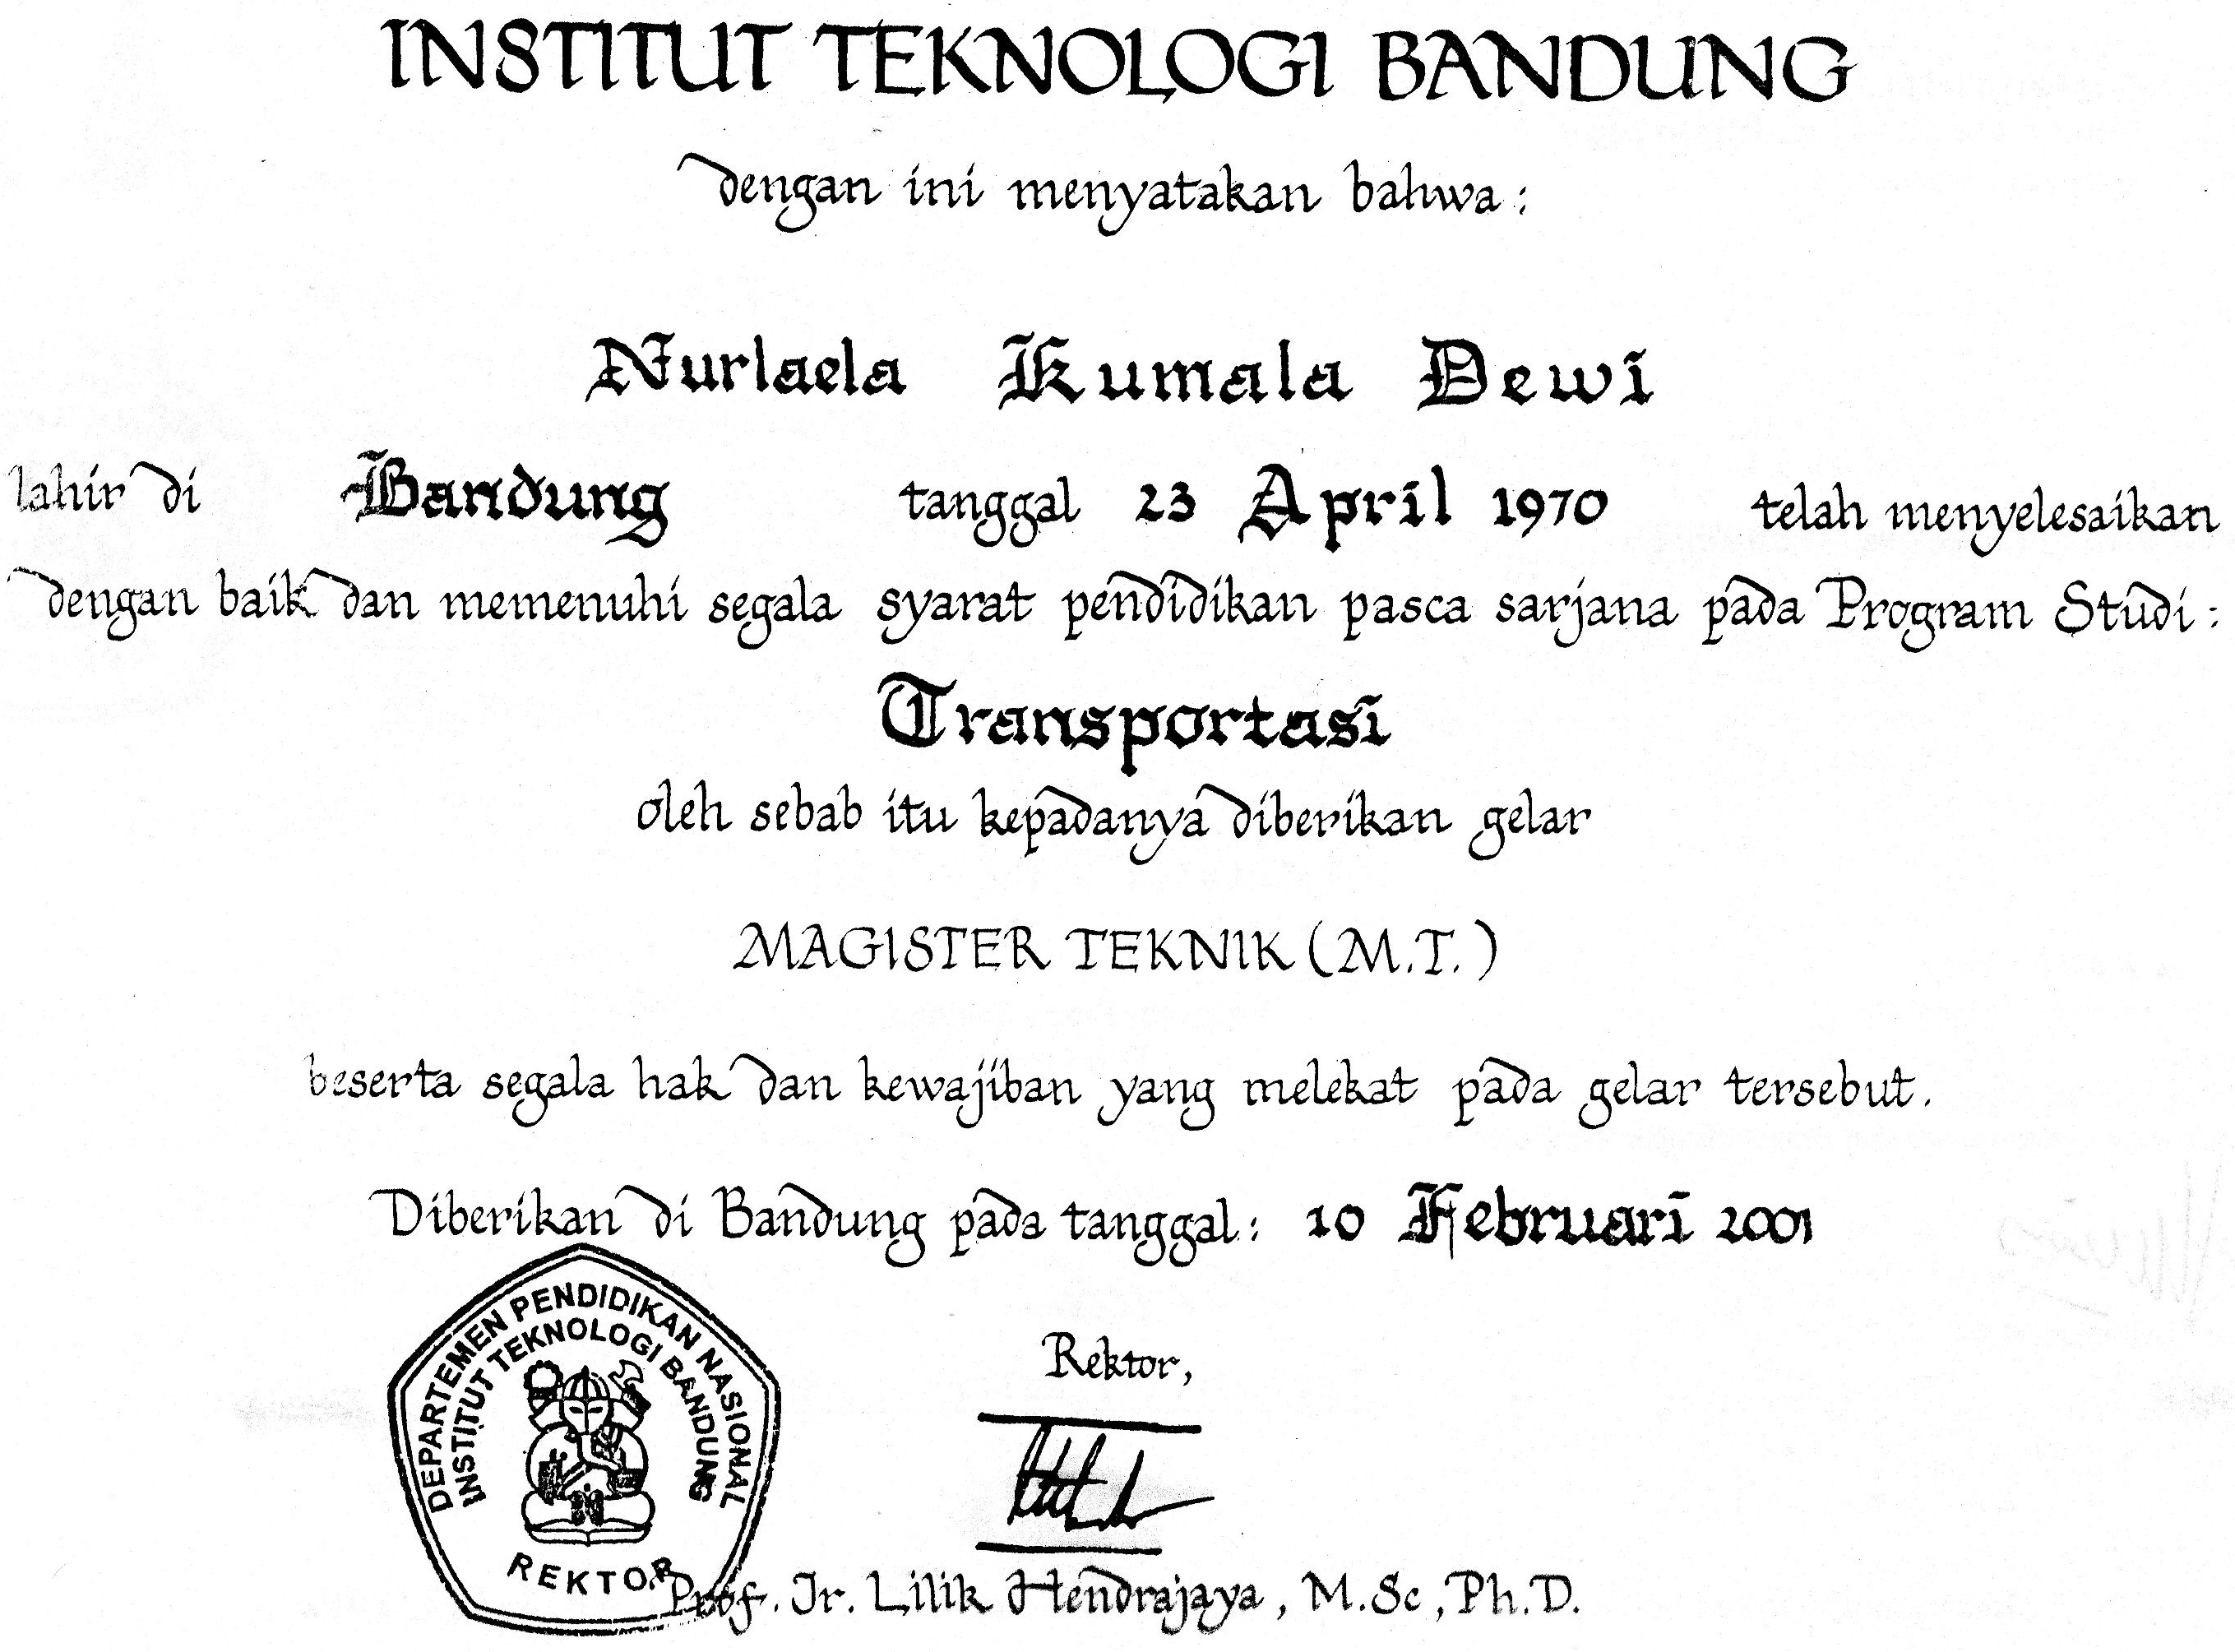 INSTITUT TEKNOLOGI BANDUNG
dengan ini menyatakan bahwa:
Nurlaela Kumala Dewi
lahir di Bandung tanggal 23 April 1970 telah menyelesaikan
dengan baik dan memenuhi segala syarat pendidikan pasca sarjana pada Program Studi:
Transportasi
oleh sebab itu kepadanya diberikan gelar
MAGISTER TEKNIK (M.T.)
beserta segala hak dan kewajiban yang melekat pada gelar tersebut.
Diberikan di Bandung pada tanggal: 10 Februari 2001
DEPARTEMEN PENDIDIKAN NASIONAL
INSTITUT TEKNOLOGI BANDUNG
REKTOR
Rektor,
Prof. Ir. Lilik Hendrajaya, M.Sc, Ph.D.